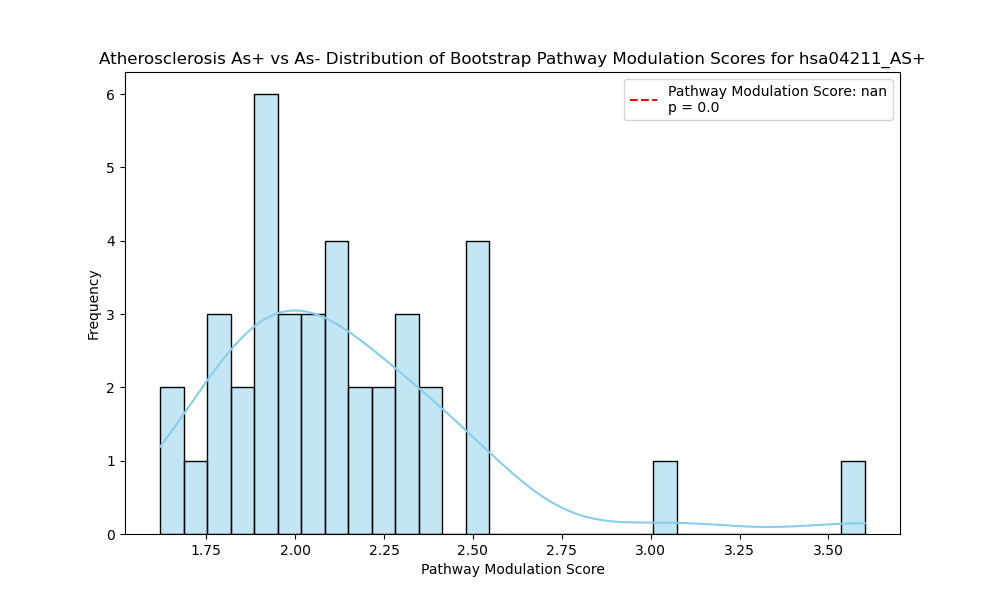 Atherosclerosis As+ vs As- Distribution of Bootstrap Pathway Modulation Scores for hsa04211_AS+
Pathway Modulation Score: nan
p = 0.0
Frequency
6
5
4
3
2
1
0
1.75 2.00 2.25 2.50 2.75 3.00 3.25 3.50
Pathway Modulation Score